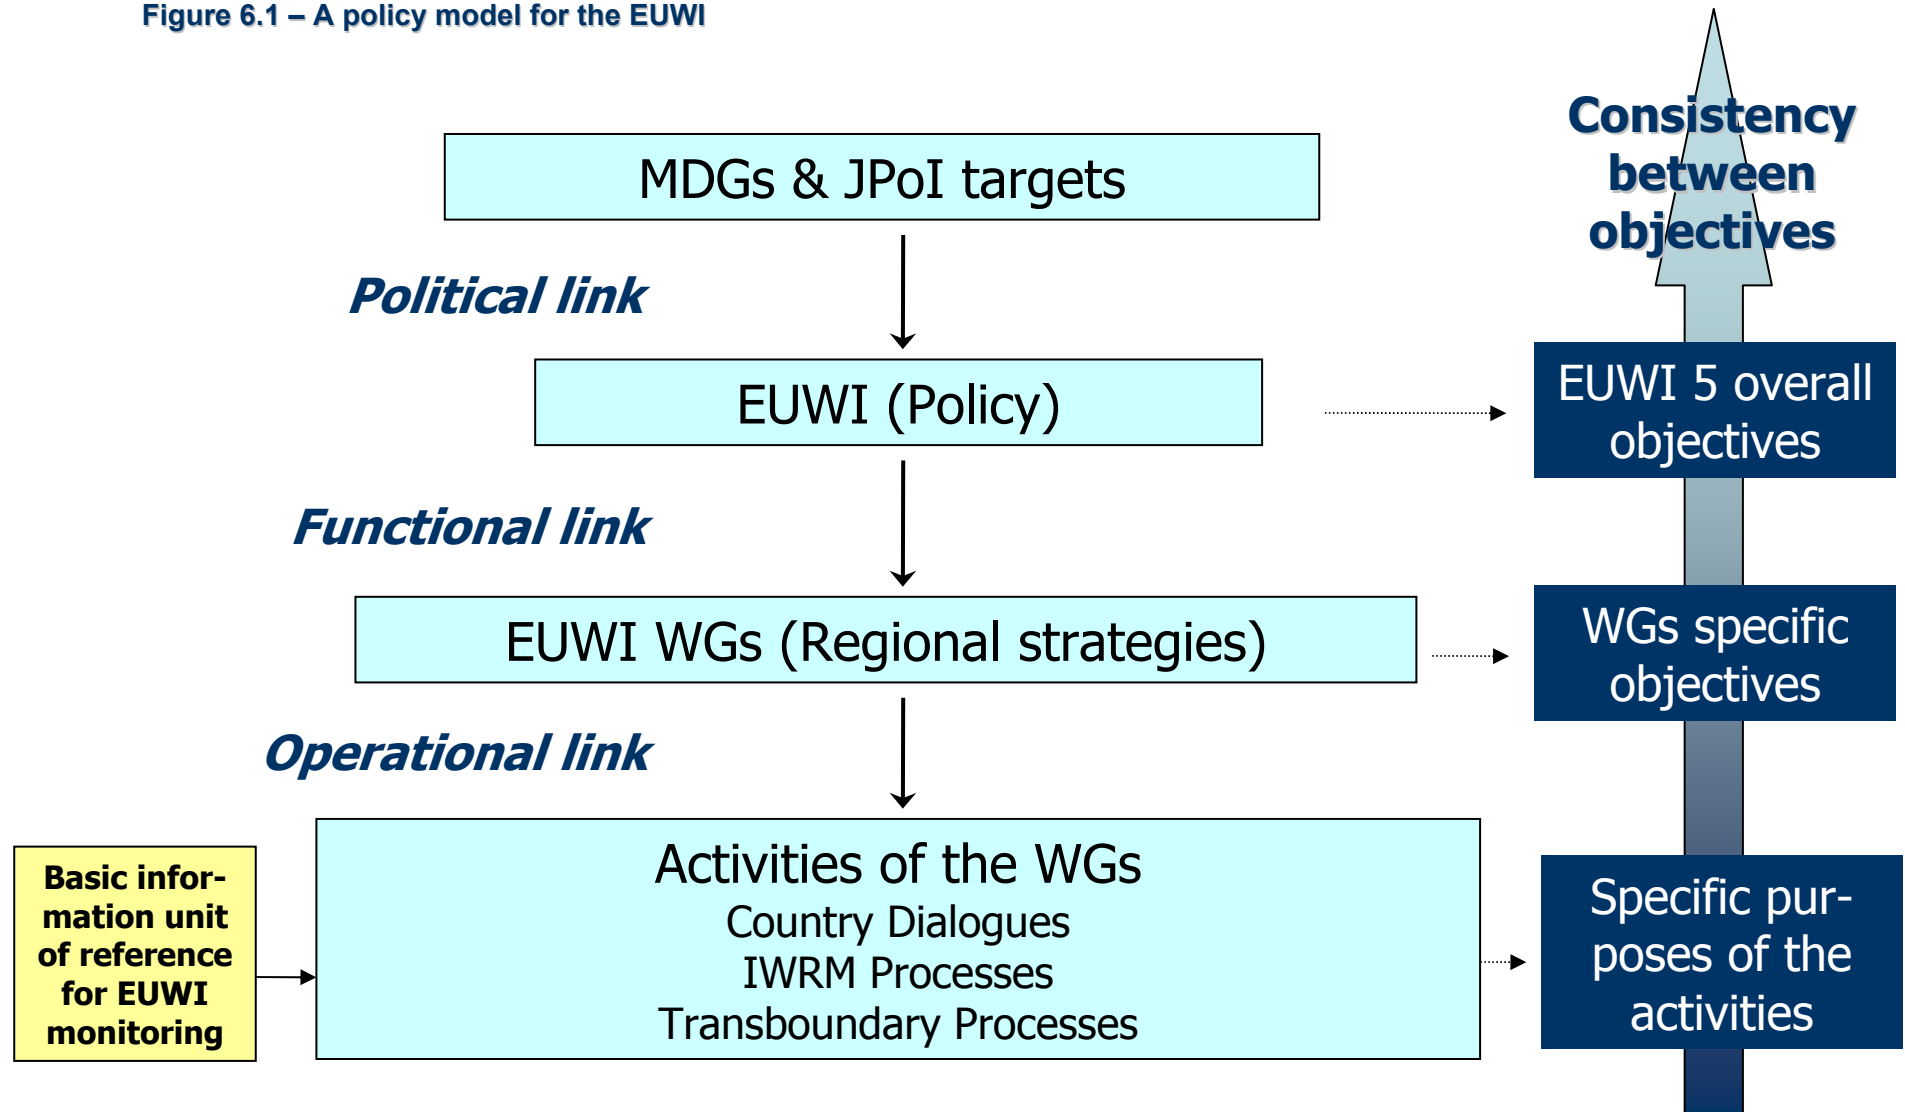 Figure 6.1 – A policy model for the EUWI
Consistency
between
objectives
MDGs & JPoI targets
Political link
EUWI (Policy)
EUWI 5 overall
objectives
Functional link
EUWI WGs (Regional strategies)
WGs specific
objectives
Operational link
Basic infor-
mation unit
of reference
for EUWI
monitoring
Activities of the WGs
Country Dialogues
IWRM Processes
Transboundary Processes
Specific pur-
poses of the
activities